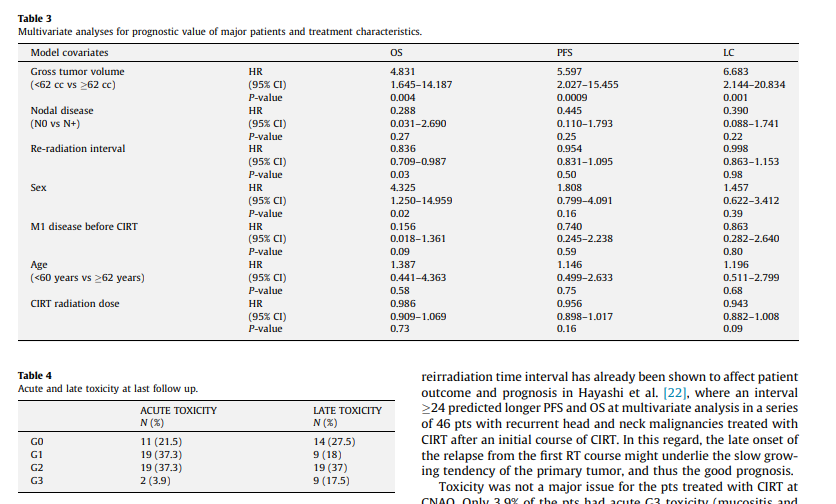 Table 3
Multivariate analyses for prognostic value of major patients and treatment characteristics.
Model covariates OS PFS LC
Gross tumor volume HR 4.831 5.597 6.683
(<62 cc vs ≥62 cc) (95% CI) 1.645–14.187 2.027–15.455 2.144–20.834
P-value 0.004 0.0009 0.001
Nodal disease HR 0.288 0.445 0.390
(N0 vs N+) (95% CI) 0.031–2.690 0.110–1.793 0.088–1.741
P-value 0.27 0.25 0.22
Re-radiation interval HR 0.836 0.954 0.998
(95% CI) 0.709–0.987 0.831–1.095 0.863–1.153
P-value 0.03 0.50 0.98
Sex HR 4.325 1.808 1.457
(95% CI) 1.250–14.959 0.799–4.091 0.622–3.412
P-value 0.02 0.16 0.39
M1 disease before CIRT HR 0.156 0.740 0.863
(95% CI) 0.018–1.361 0.245–2.238 0.282–2.640
P-value 0.09 0.59 0.80
Age HR 1.387 1.146 1.196
(<60 years vs ≥62 years) (95% CI) 0.441–4.363 0.499–2.633 0.511–2.799
P-value 0.58 0.75 0.68
CIRT radiation dose HR 0.986 0.956 0.943
(95% CI) 0.909–1.069 0.898–1.017 0.882–1.008
P-value 0.73 0.16 0.09
Table 4
Acute and late toxicity at last follow up.
ACUTE TOXICITY LATE TOXICITY
N (%) N (%)
G0 11 (21.5) 14 (27.5)
G1 19 (37.3) 9 (18)
G2 19 (37.3) 19 (37)
G3 2 (3.9) 9 (17.5)
reirradiation time interval has already been shown to affect patient
outcome and prognosis in Hayashi et al. [22], where an interval
≥24 predicted longer PFS and OS at multivariate analysis in a series
of 46 pts with recurrent head and neck malignancies treated with
CIRT after an initial course of CIRT. In this regard, the late onset of
the relapse from the first RT course might underlie the slow grow-
ing tendency of the primary tumor, and thus the good prognosis.
Toxicity was not a major issue for the pts treated with CIRT at
CNAO. Only 3.9% of the pts had acute G3 toxicity (mucositis and